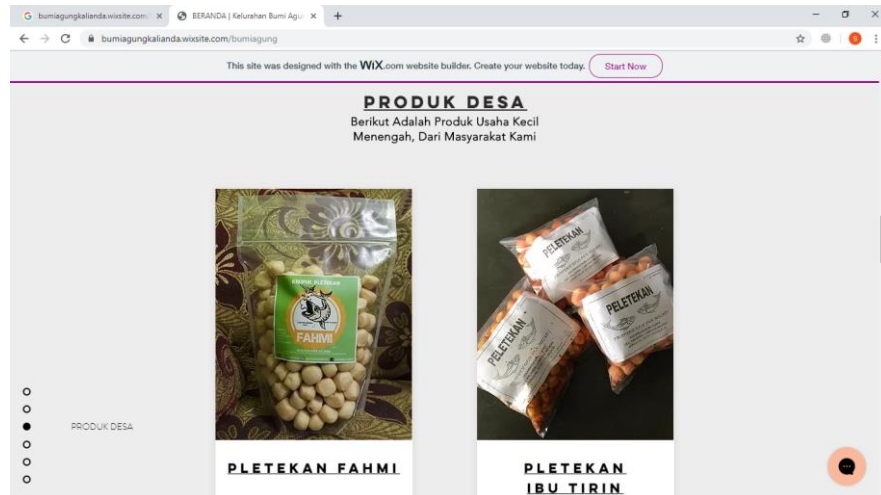 bumiagungkalianda.wixsite.com/
BERANDA | Kelurahan Bumi Agu
bumiagungkalianda.wixsite.com/bumiagung
This site was designed with the WiX.com website builder. Create your website today.
Start Now
PRODUK DESA
Berikut Adalah Produk Usaha Kecil
Menengah, Dari Masyarakat Kami
FAHMI
PELETEKAN
PELETEKAN
PELETEKAN
PRODUK DESA
PLETEKAN FAHMI
PLETEKAN
IBU TIRIN